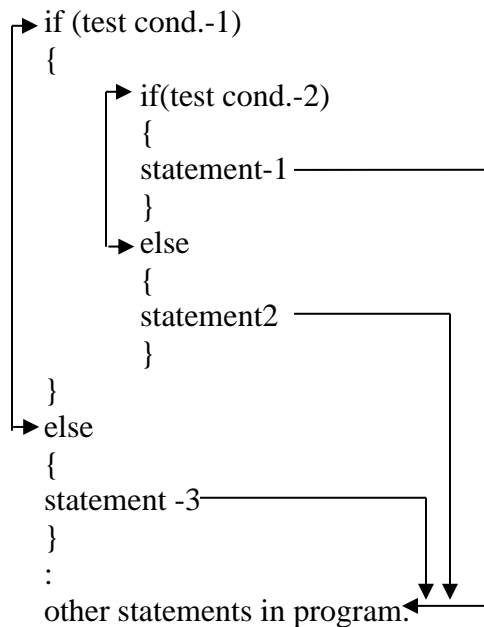 if (test cond.-1)
{
if(test cond.-2)
{
statement-1
}
else
{
statement2
}
}
else
{
statement -3
}
:
other statements in program.